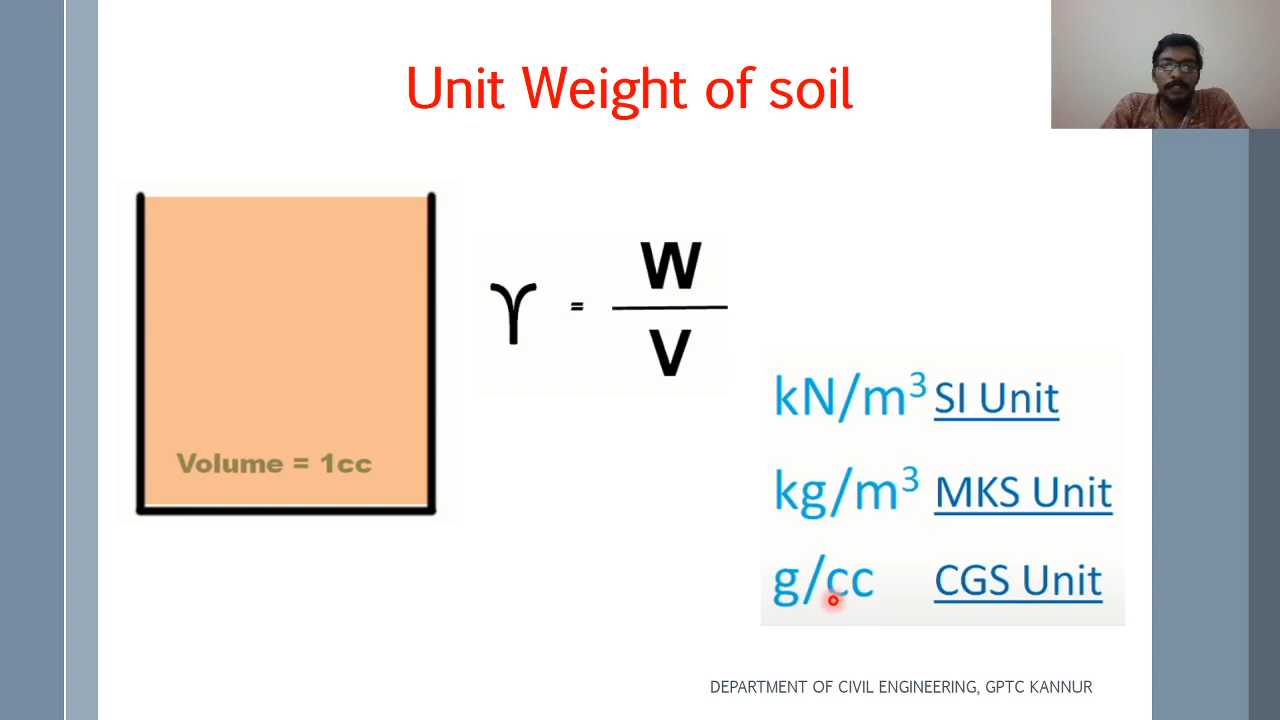 Unit Weight of soil
ϒ = W
V
Volume = 1cc
kN/m³ SI Unit
kg/m³ MKS Unit
g/cc CGS Unit
DEPARTMENT OF CIVIL ENGINEERING, GPTC KANNUR